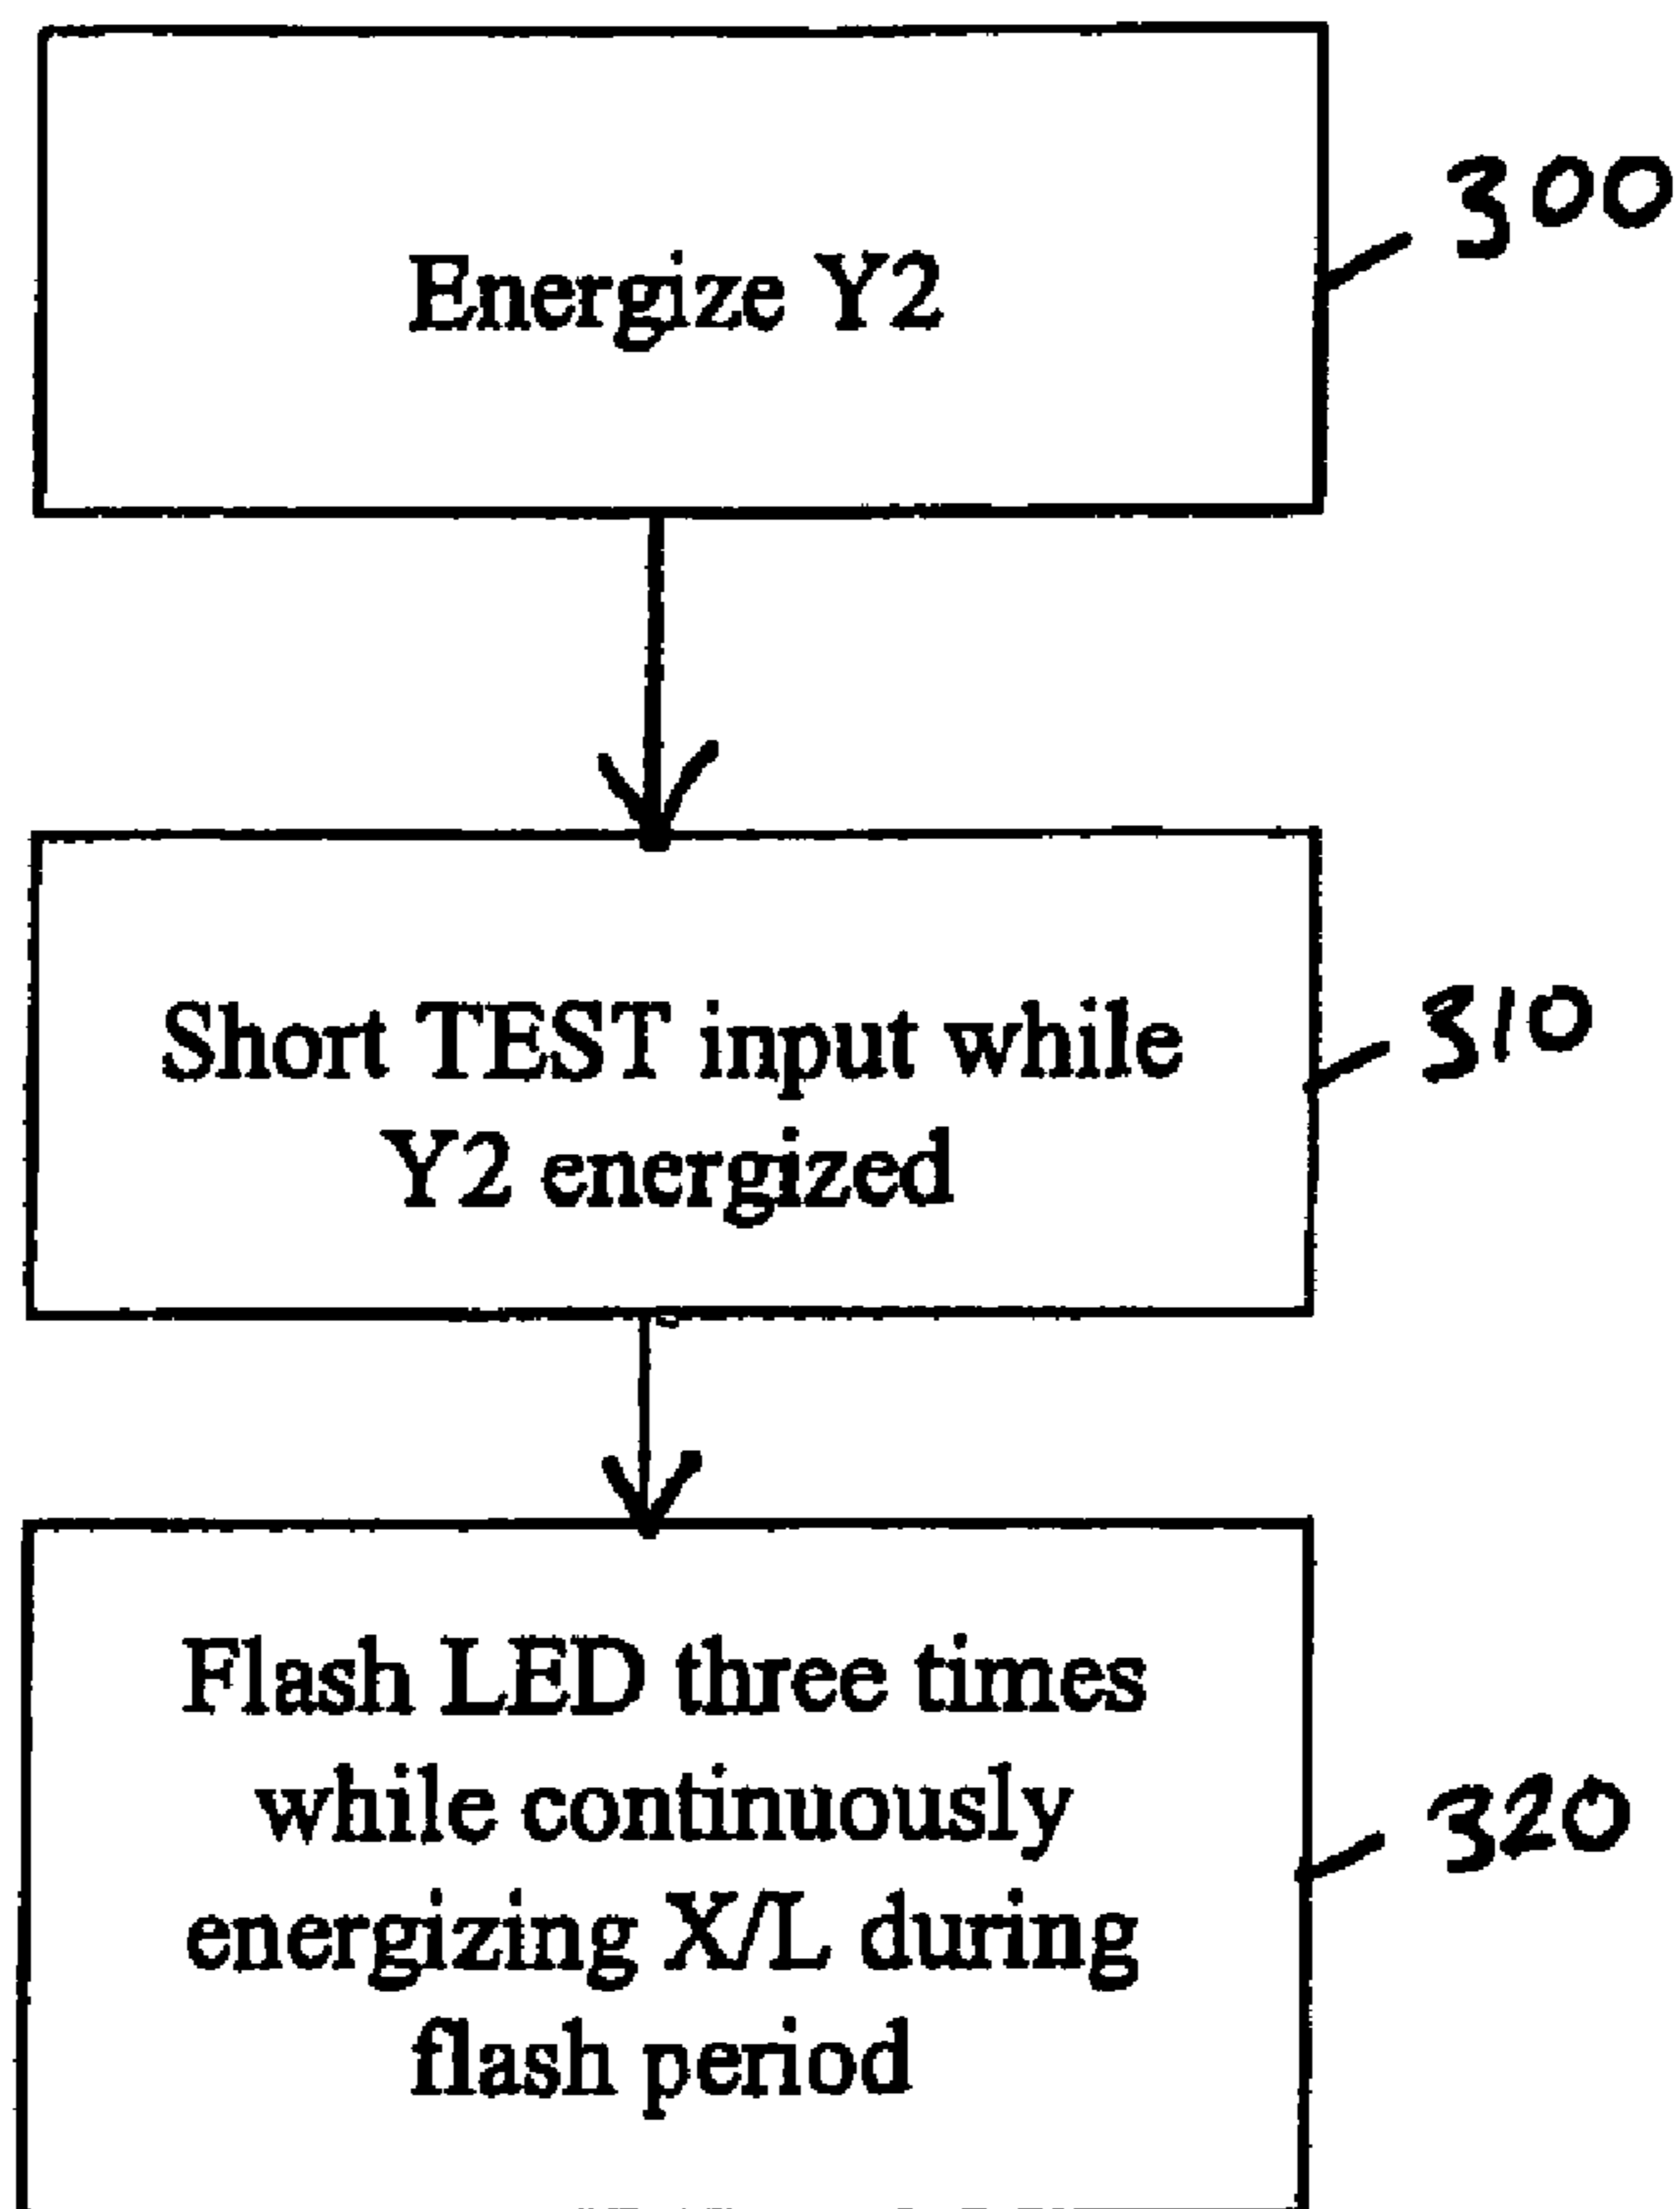 Energize Y2
300
Short TEST input while
Y2 energized
310
Flash LED three times
while continuously
energizing X/L during
flash period
320